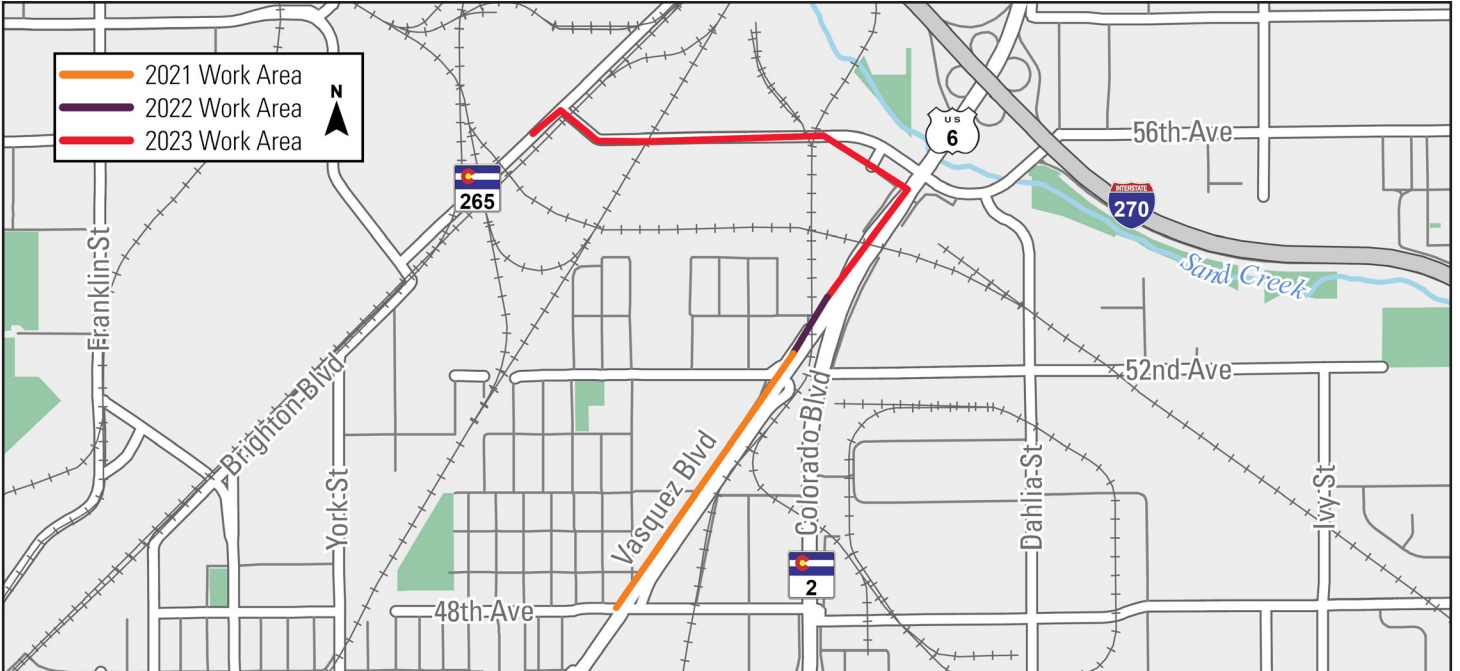 2021 Work Area
2022 Work Area
2023 Work Area
N
US
6
56th Ave
265
INTERSTATE
270
Sand Creek
Franklin St
Brighton Blvd
52nd Ave
York St
Vasquez Blvd
Colorado Blvd
Dahlia St
Ivy St
2
48th Ave